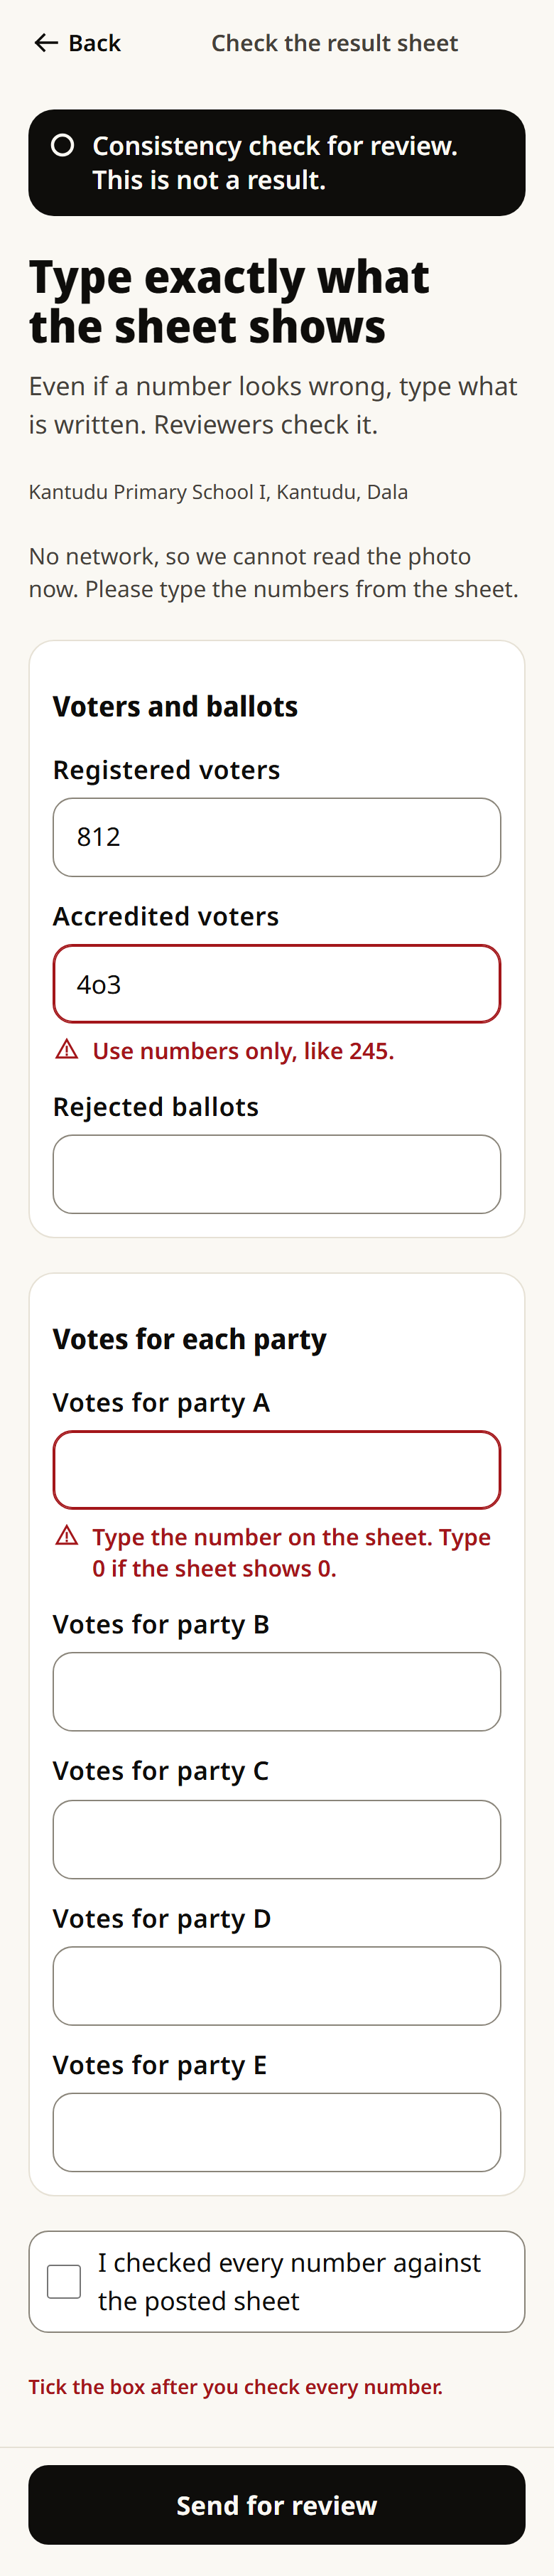 Back
Check the result sheet
Consistency check for review.
This is not a result.
Type exactly what
the sheet shows
Even if a number looks wrong, type what
is written. Reviewers check it.
Kantudu Primary School I, Kantudu, Dala
No network, so we cannot read the photo
now. Please type the numbers from the sheet.
Voters and ballots
Registered voters
812
Accredited voters
4o3
Use numbers only, like 245.
Rejected ballots
Votes for each party
Votes for party A
Type the number on the sheet. Type
0 if the sheet shows 0.
Votes for party B
Votes for party C
Votes for party D
Votes for party E
I checked every number against
the posted sheet
Tick the box after you check every number.
Send for review